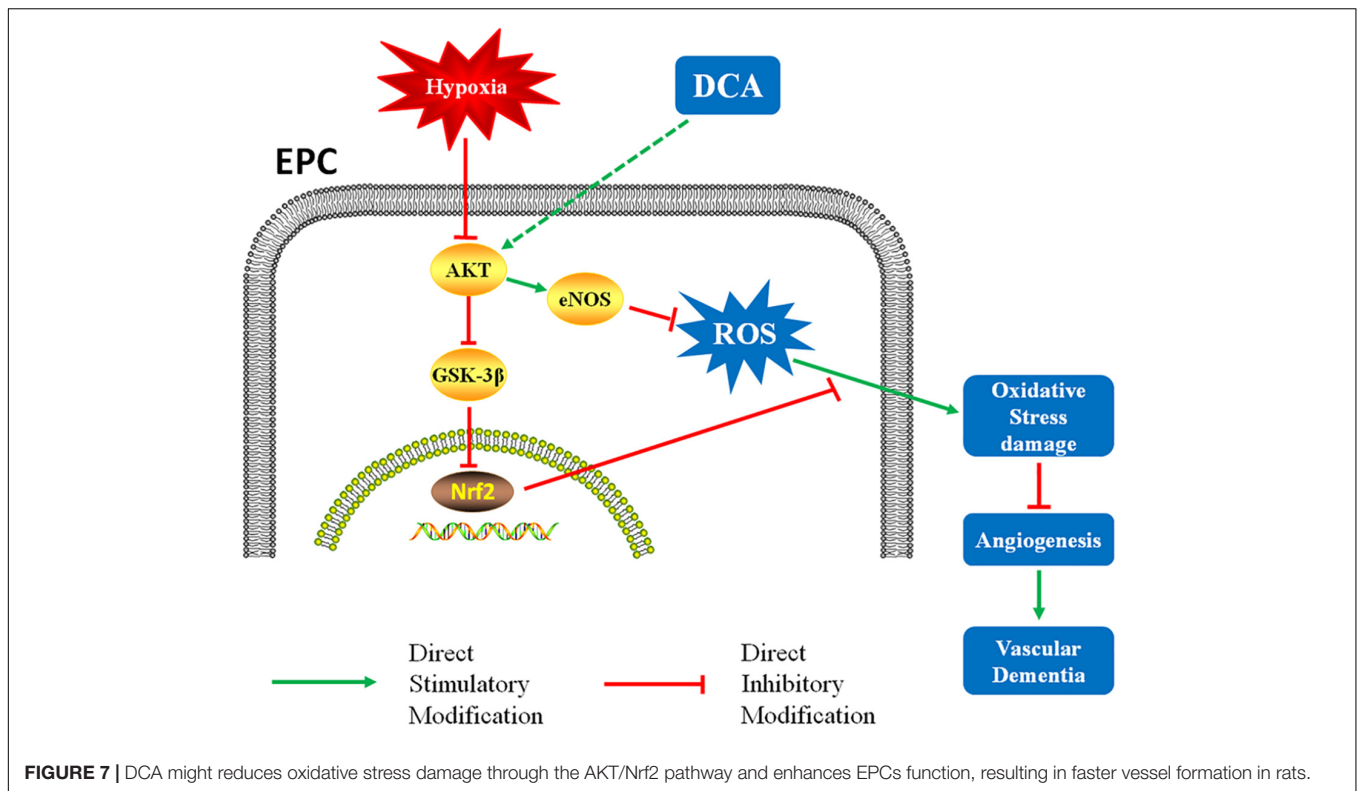 Hypoxia
DCA
EPC
AKT
eNOS
ROS
GSK-3β
Nrf2
Oxidative
Stress
damage
Angiogenesis
Vascular
Dementia
Direct
Stimulatory
Modification
Direct
Inhibitory
Modification
FIGURE 7 | DCA might reduces oxidative stress damage through the AKT/Nrf2 pathway and enhances EPCs function, resulting in faster vessel formation in rats.